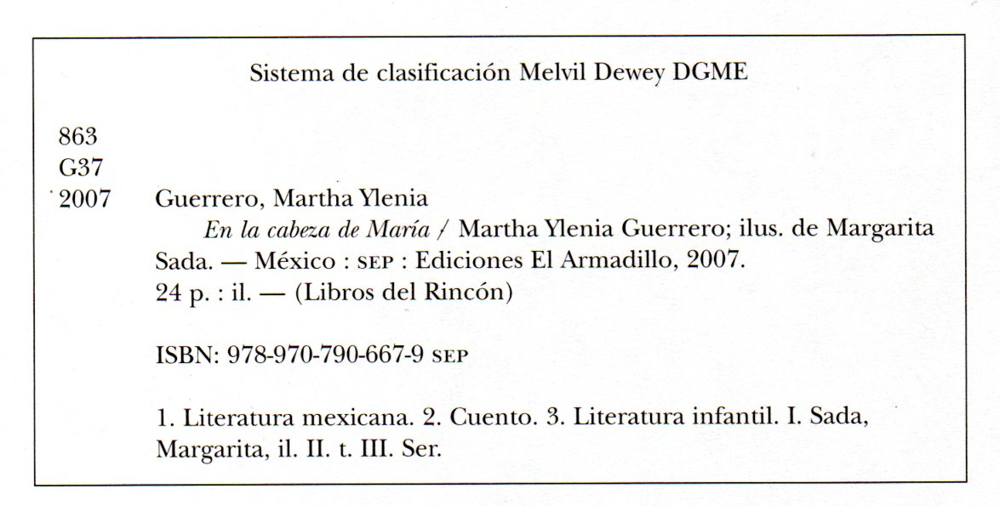 Sistema de clasificación Melvil Dewey DGME
863
G37
2007 Guerrero, Martha Ylenia
En la cabeza de María / Martha Ylenia Guerrero; ilus. de Margarita
Sada. — México : SEP : Ediciones El Armadillo, 2007.
24 p. : il. — (Libros del Rincón)
ISBN: 978-970-790-667-9 SEP
1. Literatura mexicana. 2. Cuento. 3. Literatura infantil. I. Sada,
Margarita, il. II. t. III. Ser.